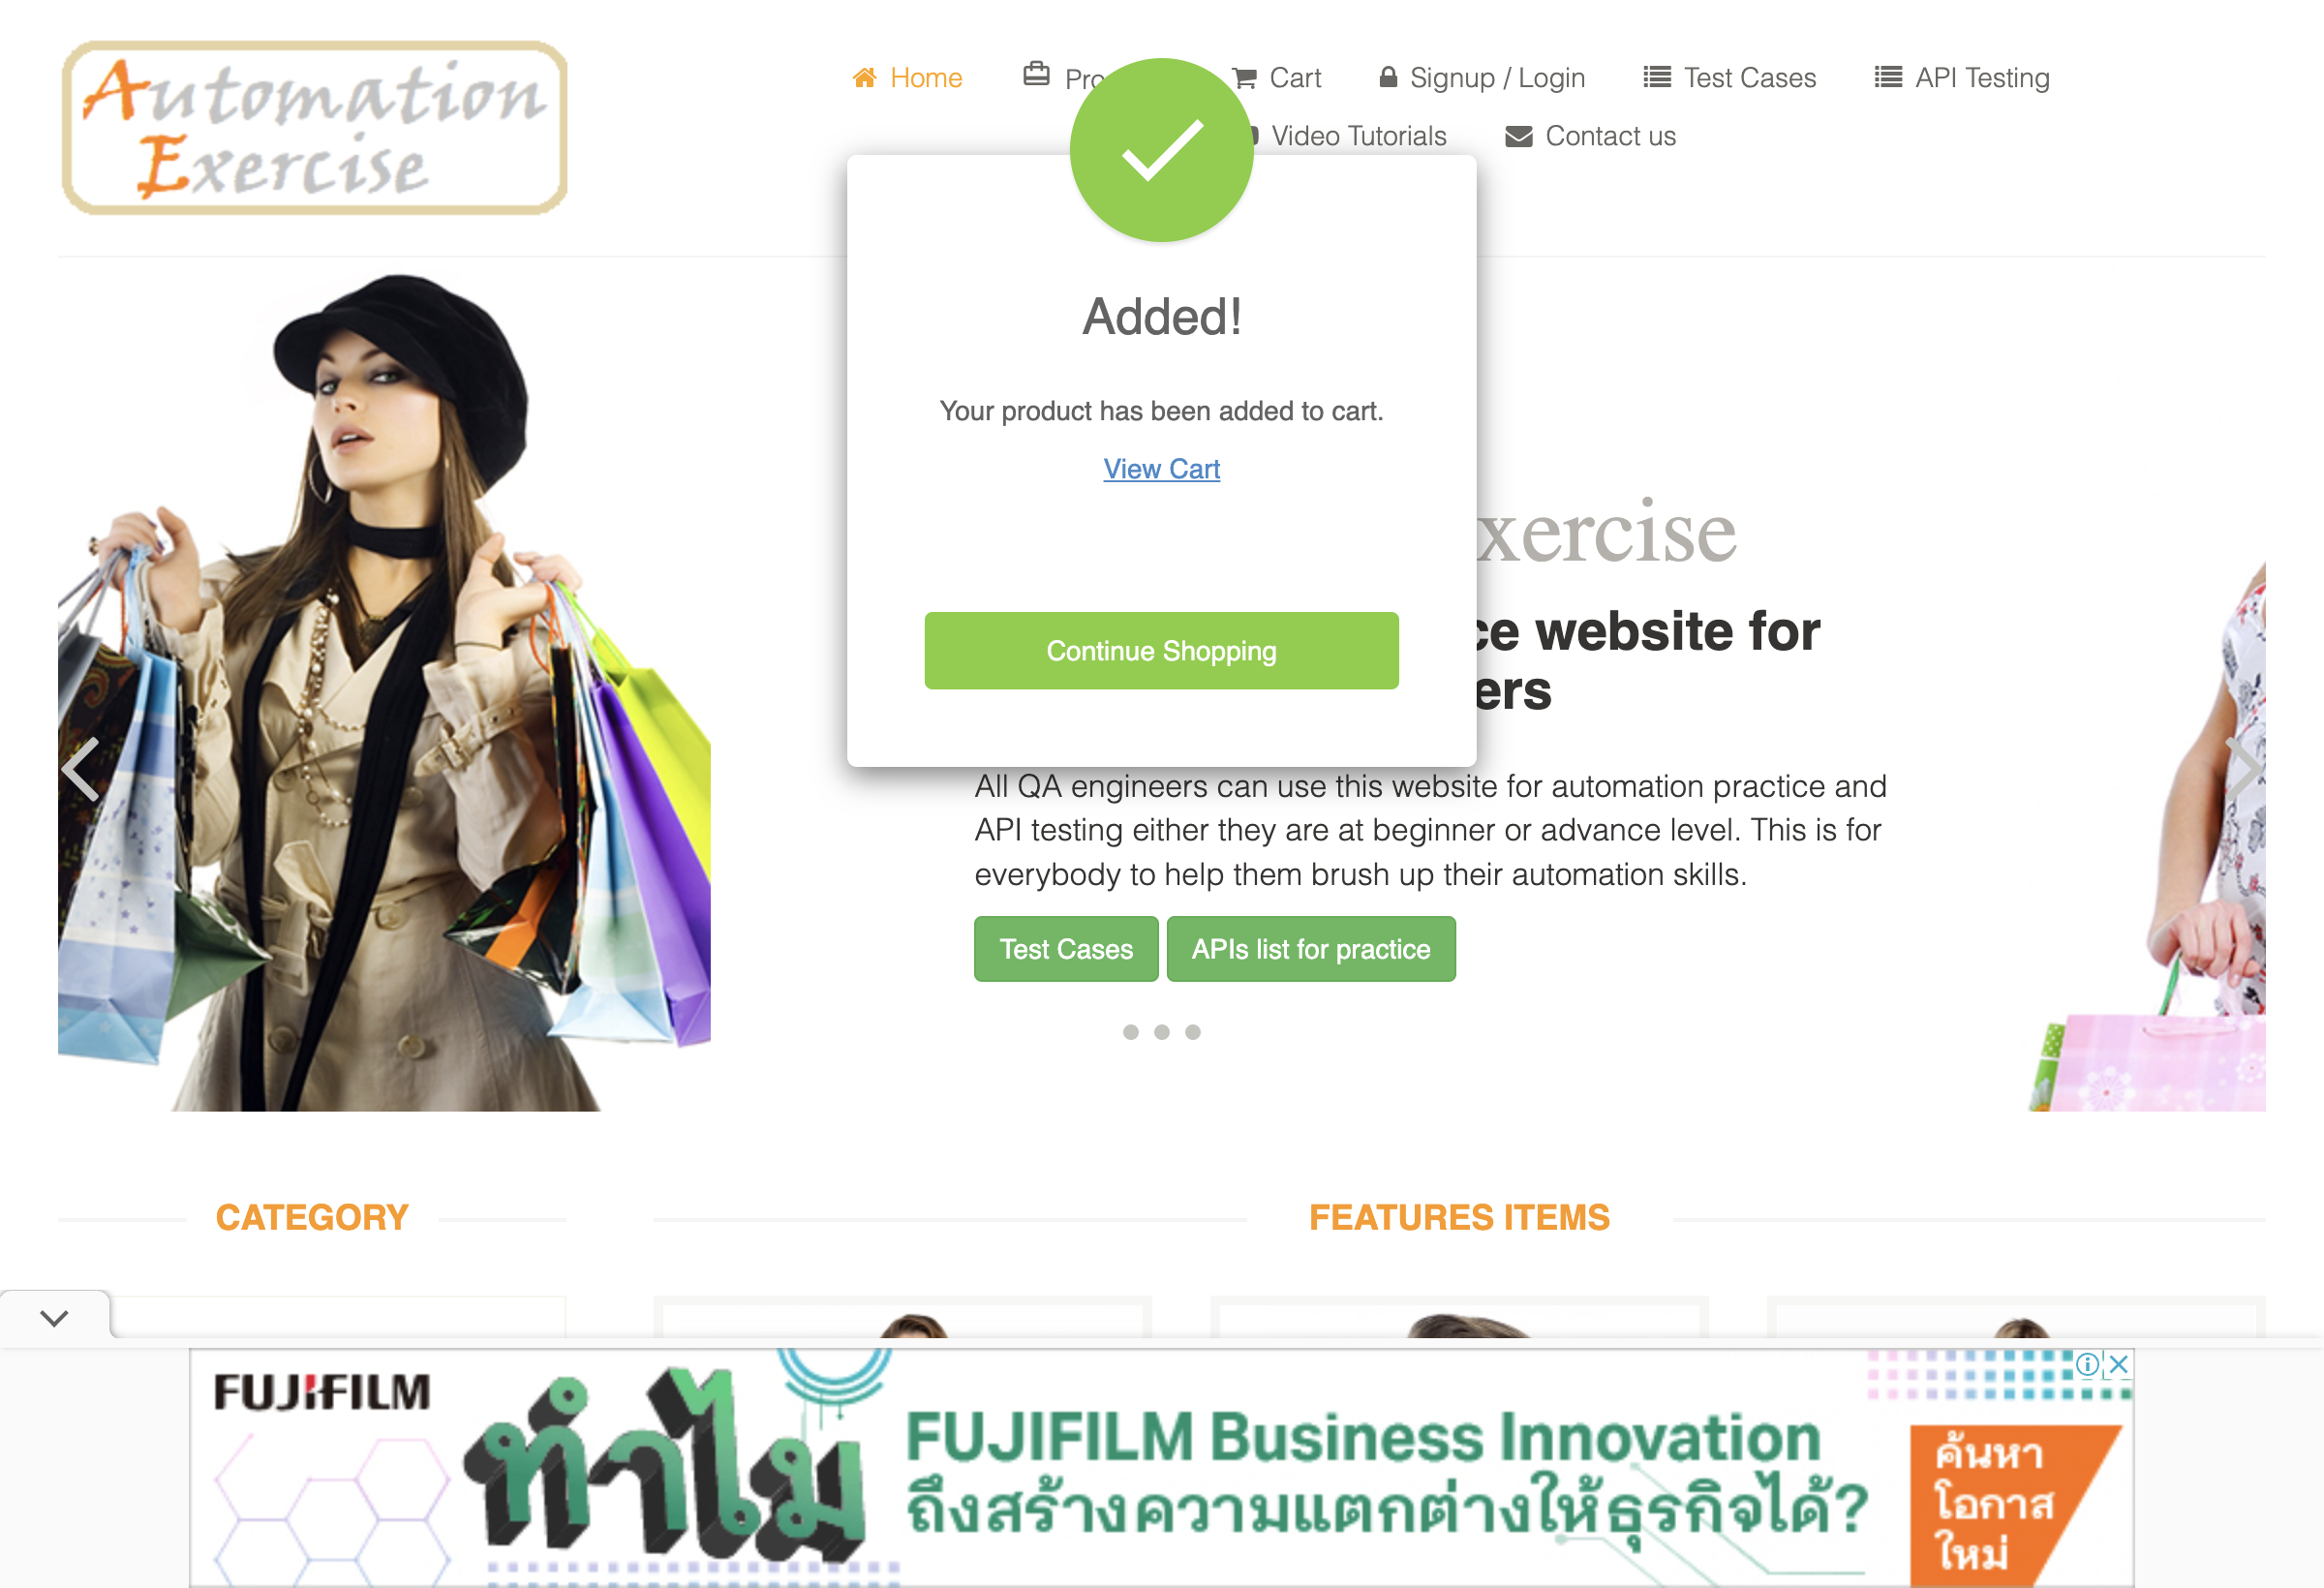 Automation
Exercise
Home
Cart
Signup / Login
Test Cases
API Testing
Video Tutorials
Contact us
Added!
Your product has been added to cart.
View Cart
Continue Shopping
xercise
ce website for
ers
All QA engineers can use this website for automation practice and
API testing either they are at beginner or advance level. This is for
everybody to help them brush up their automation skills.
Test Cases
APIs list for practice
CATEGORY
FEATURES ITEMS
FUJIFILM
ทำไม
FUJIFILM Business Innovation
ถึงสร้างความแตกต่างให้ธุรกิจได้?
ค้นหา
โอกาส
ใหม่